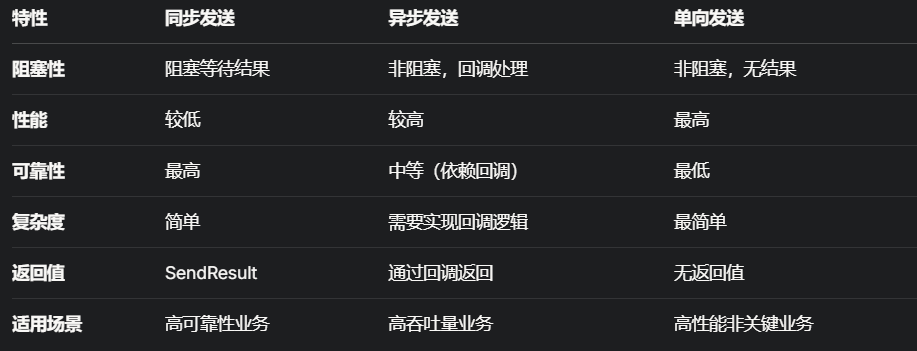 特性 同步发送 异步发送 单向发送
阻塞性 阻塞等待结果 非阻塞，回调处理 非阻塞，无结果
性能 较低 较高 最高
可靠性 最高 中等（依赖回调） 最低
复杂度 简单 需要实现回调逻辑 最简单
返回值 SendResult 通过回调返回 无返回值
适用场景 高可靠性业务 高吞吐量业务 高性能非关键业务